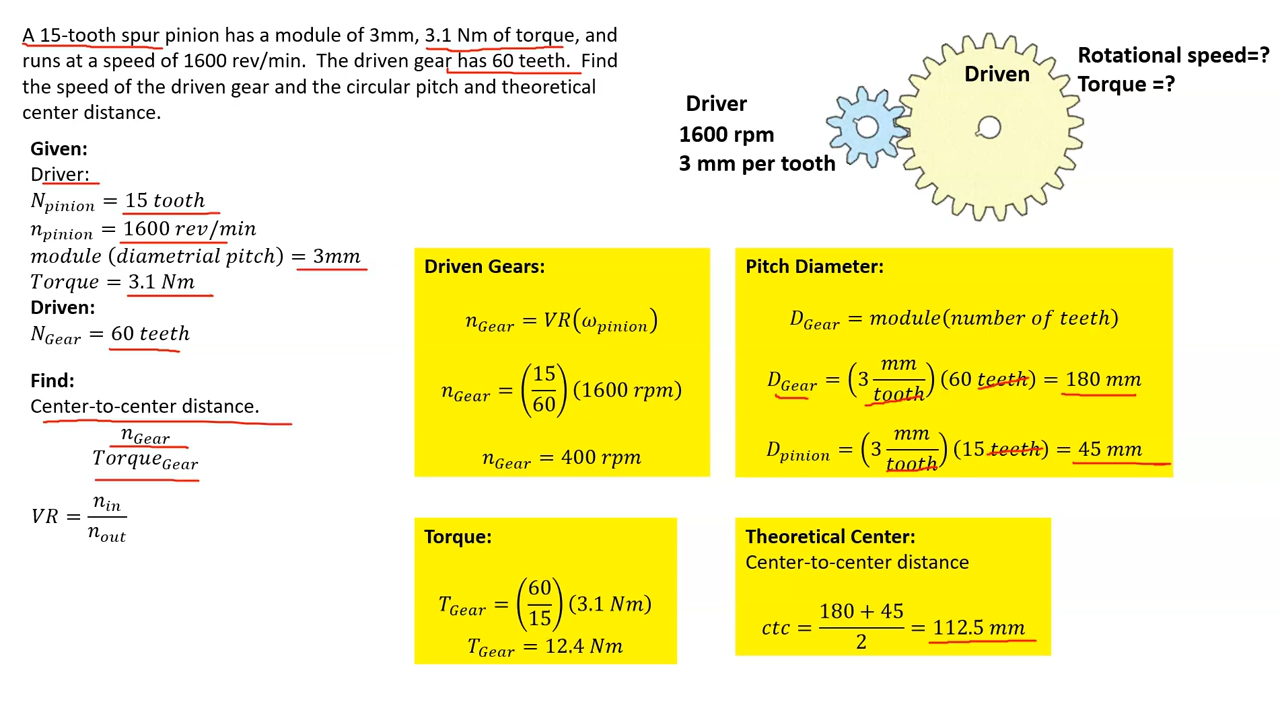 A 15-tooth spur pinion has a module of 3mm, 3.1 Nm of torque, and
runs at a speed of 1600 rev/min. The driven gear has 60 teeth. Find
the speed of the driven gear and the circular pitch and theoretical
center distance.
Given:
Driver:
N_pinion = 15 tooth
n_pinion = 1600 rev/min
module (diametrial pitch) = 3mm
Torque = 3.1 Nm
Driven:
N_Gear = 60 teeth
Find:
Center-to-center distance.
n_Gear
Torque_Gear
VR = n_in / n_out
Driver
1600 rpm
3 mm per tooth
Driven
Rotational speed=?
Torque =?
Driven Gears:
n_Gear = VR(ω_pinion)
n_Gear = (15/60) (1600 rpm)
n_Gear = 400 rpm
Pitch Diameter:
D_Gear = module(number of teeth)
D_Gear = (3 mm/tooth) (60 teeth) = 180 mm
D_pinion = (3 mm/tooth) (15 teeth) = 45 mm
Torque:
T_Gear = (60/15) (3.1 Nm)
T_Gear = 12.4 Nm
Theoretical Center:
Center-to-center distance
ctc = (180 + 45)/2 = 112.5 mm